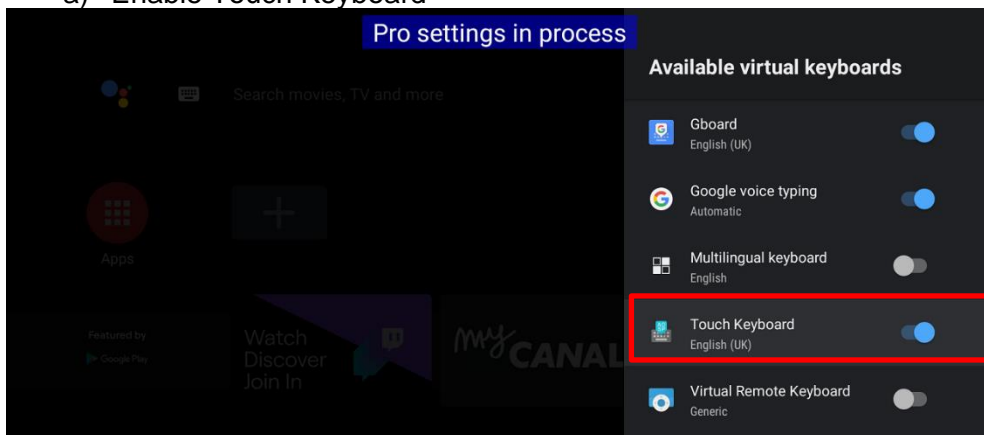 a) Enable Touch Keyboard
Pro settings in process
Available virtual keyboards
Search movies, TV and more
Gboard
English (UK)
Google voice typing
Automatic
Apps
Multilingual keyboard
English
Touch Keyboard
English (UK)
Featured by
Google Play
Watch
Discover
Join In
my CANAL
Virtual Remote Keyboard
Generic